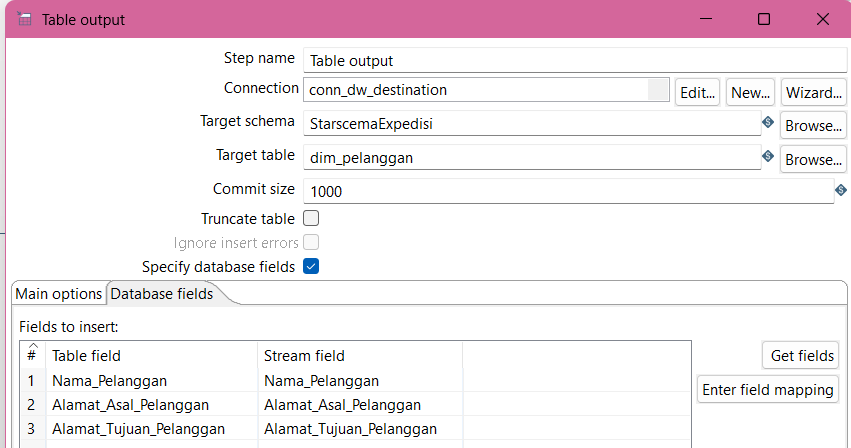 Table output
Step name Table output
Connection conn_dw_destination Edit... New... Wizard...
Target schema StarscemaExpedisi Browse...
Target table dim_pelanggan Browse...
Commit size 1000
Truncate table
Ignore insert errors
Specify database fields
Main options Database fields
Fields to insert:
# Table field Stream field Get fields
1 Nama_Pelanggan Nama_Pelanggan
Enter field mapping
2 Alamat_Asal_Pelanggan Alamat_Asal_Pelanggan
3 Alamat_Tujuan_Pelanggan Alamat_Tujuan_Pelanggan